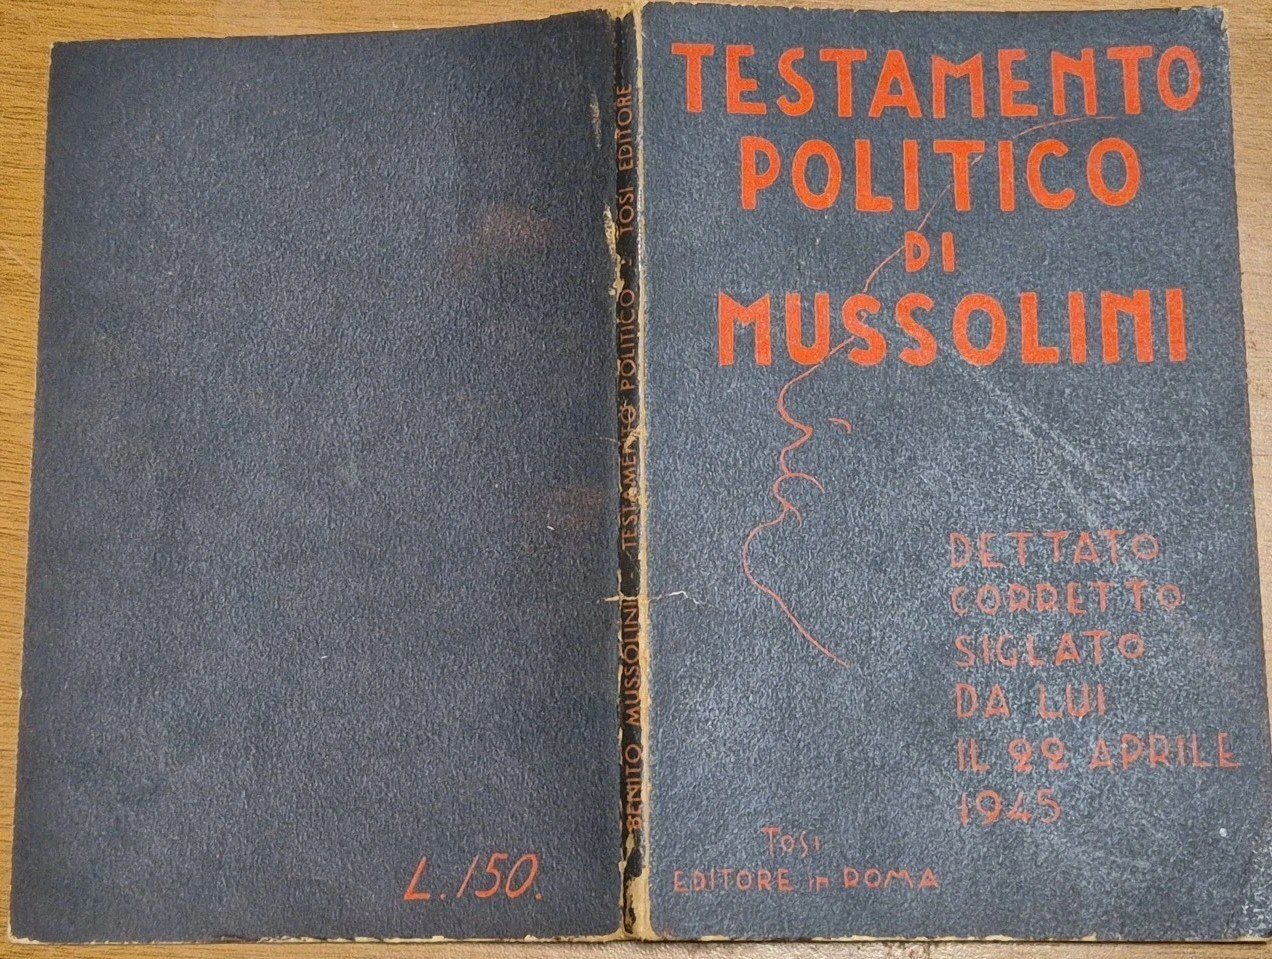 TESTAMENTO
POLITICO
DI
MUSSOLINI
DETTATO
CORRETTO
SIGLATO
DA LUI
IL 22 APRILE
1945
TOSI
EDITORE in ROMA
BENITO MUSSOLINI - TESTAMENTO POLITICO - TOSI EDITORE
L. 150.